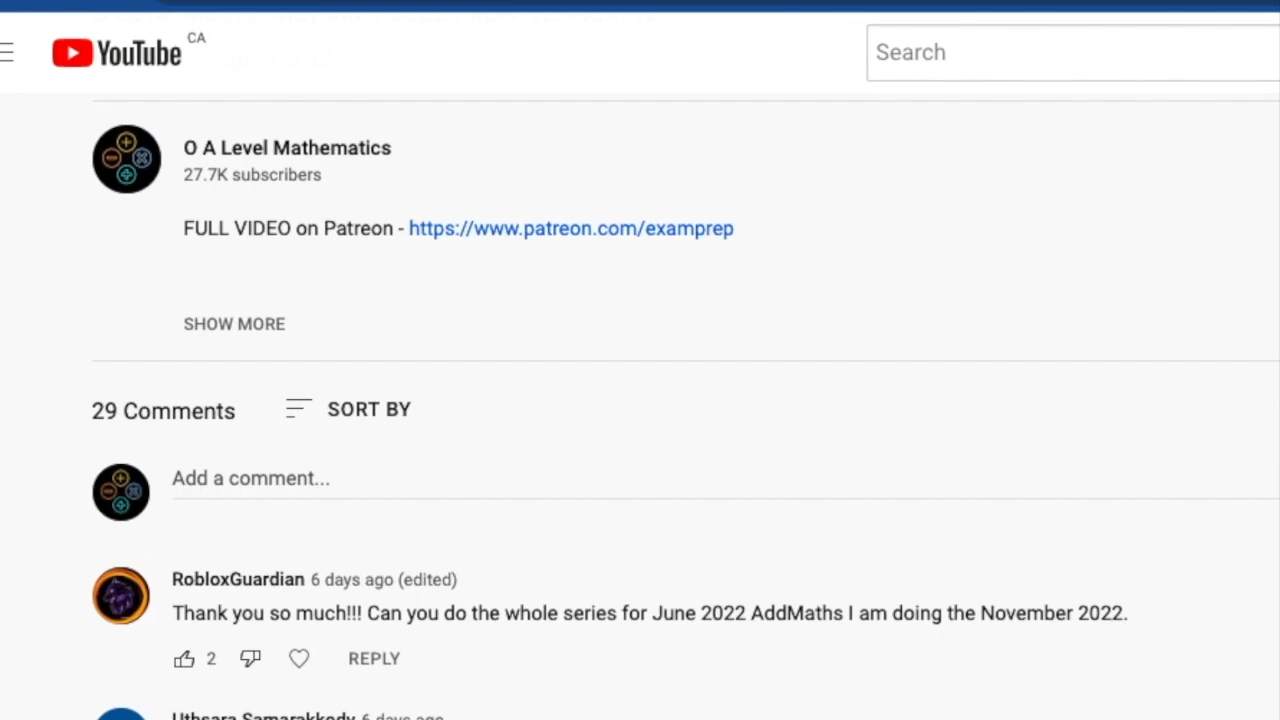 YouTube CA
Search
O A Level Mathematics
27.7K subscribers
FULL VIDEO on Patreon - https://www.patreon.com/examprep
SHOW MORE
29 Comments SORT BY
Add a comment...
RobloxGuardian 6 days ago (edited)
Thank you so much!!! Can you do the whole series for June 2022 AddMaths I am doing the November 2022.
2 REPLY
Uthsara Samarakkody 6 days ago